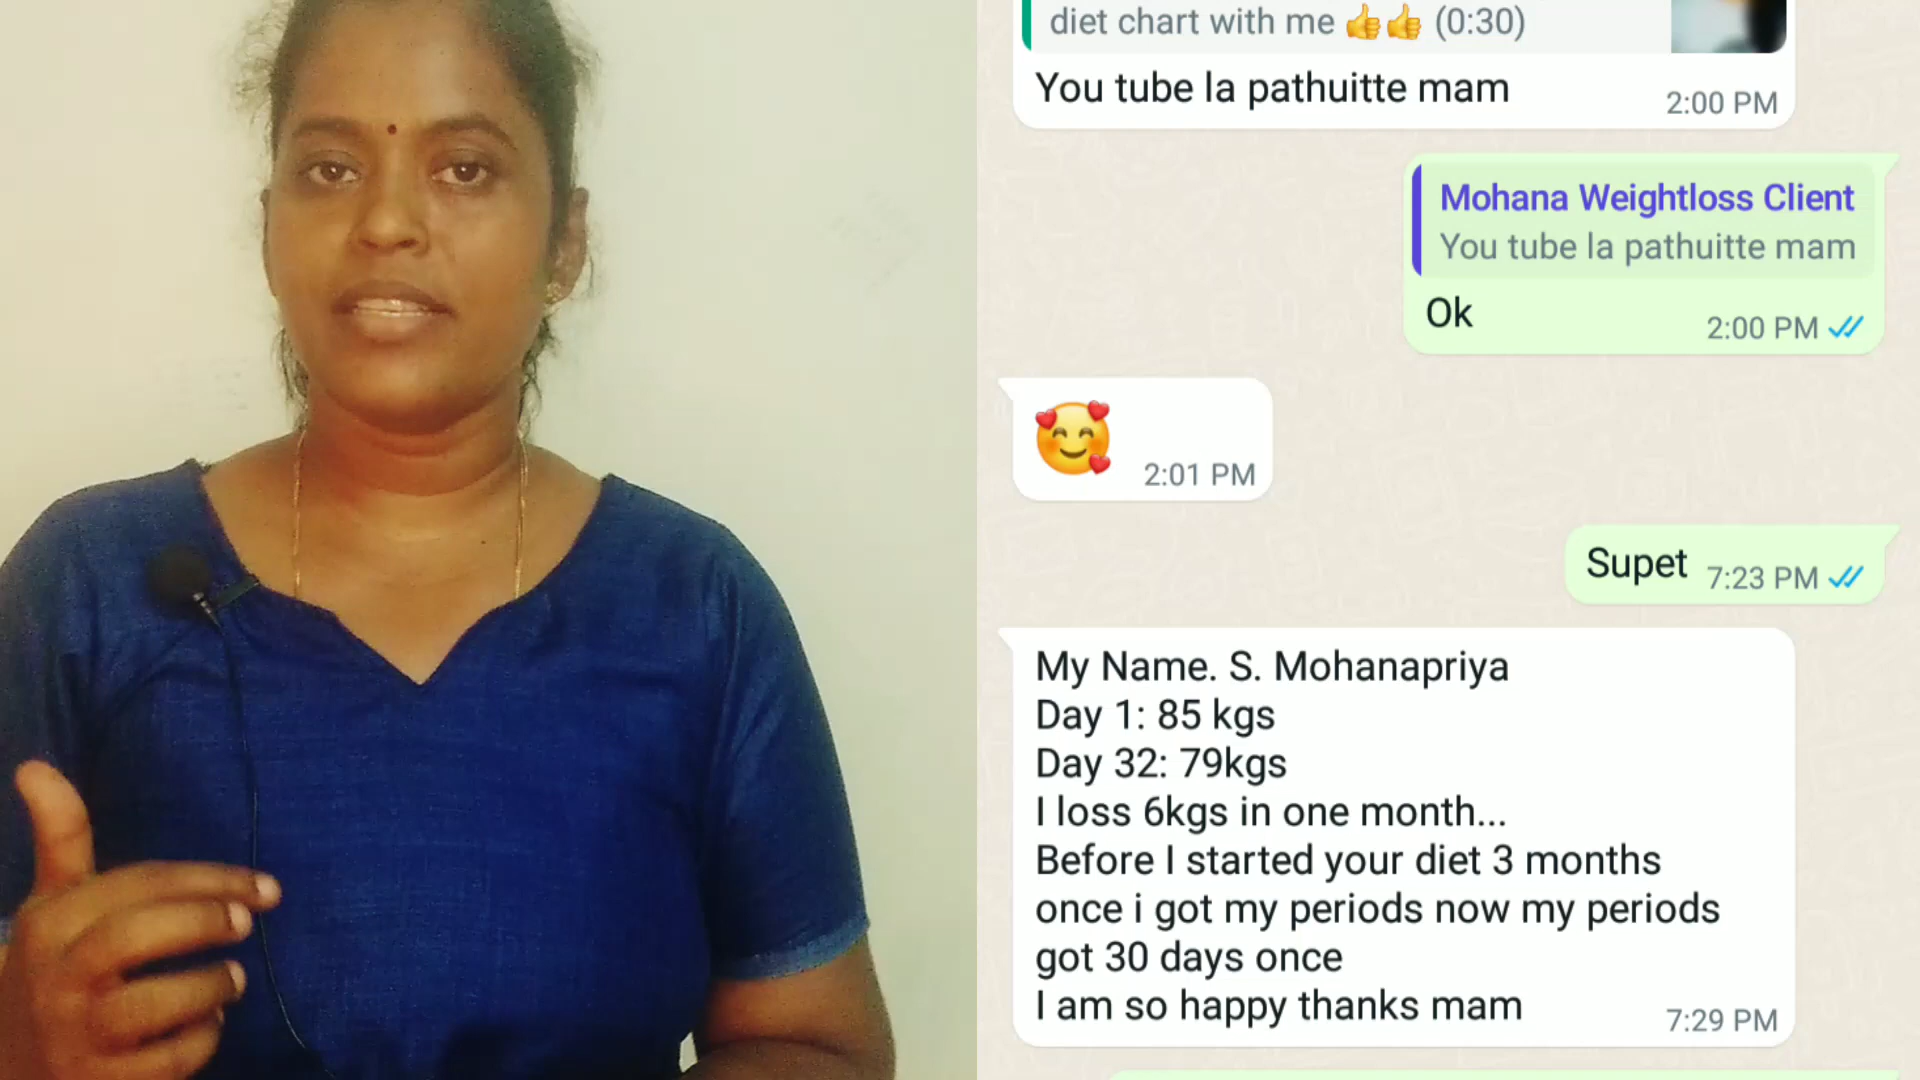 diet chart with me 👍👍 (0:30)
You tube la pathuitte mam
2:00 PM
Mohana Weightloss Client
You tube la pathuitte mam
Ok
2:00 PM
🥰
2:01 PM
Supet 7:23 PM
My Name. S. Mohanapriya
Day 1: 85 kgs
Day 32: 79kgs
I loss 6kgs in one month...
Before I started your diet 3 months
once i got my periods now my periods
got 30 days once
I am so happy thanks mam
7:29 PM